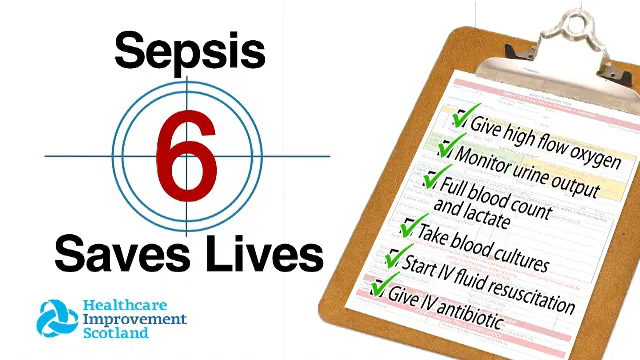 Sepsis
6
Saves Lives
Healthcare
Improvement
Scotland
Give high flow oxygen
Monitor urine output
Full blood count
and lactate
Take blood cultures
Start IV fluid resuscitation
Give IV antibiotic